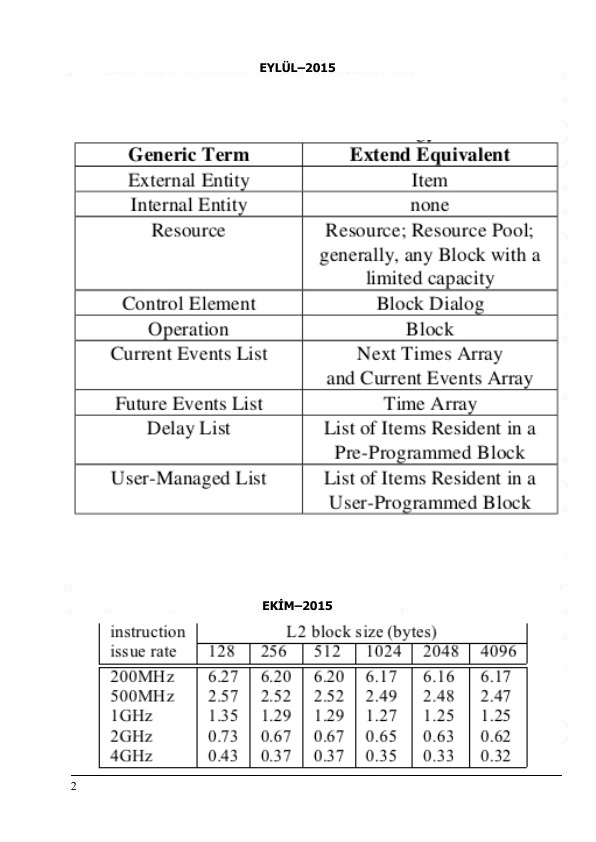 EYLÜL–2015
Generic Term Extend Equivalent
External Entity Item
Internal Entity none
Resource Resource; Resource Pool;
generally, any Block with a
limited capacity
Control Element Block Dialog
Operation Block
Current Events List Next Times Array
and Current Events Array
Future Events List Time Array
Delay List List of Items Resident in a
Pre-Programmed Block
User-Managed List List of Items Resident in a
User-Programmed Block
EKİM–2015
instruction L2 block size (bytes)
issue rate 128 256 512 1024 2048 4096
200MHz 6.27 6.20 6.20 6.17 6.16 6.17
500MHz 2.57 2.52 2.52 2.49 2.48 2.47
1GHz 1.35 1.29 1.29 1.27 1.25 1.25
2GHz 0.73 0.67 0.67 0.65 0.63 0.62
4GHz 0.43 0.37 0.37 0.35 0.33 0.32
2